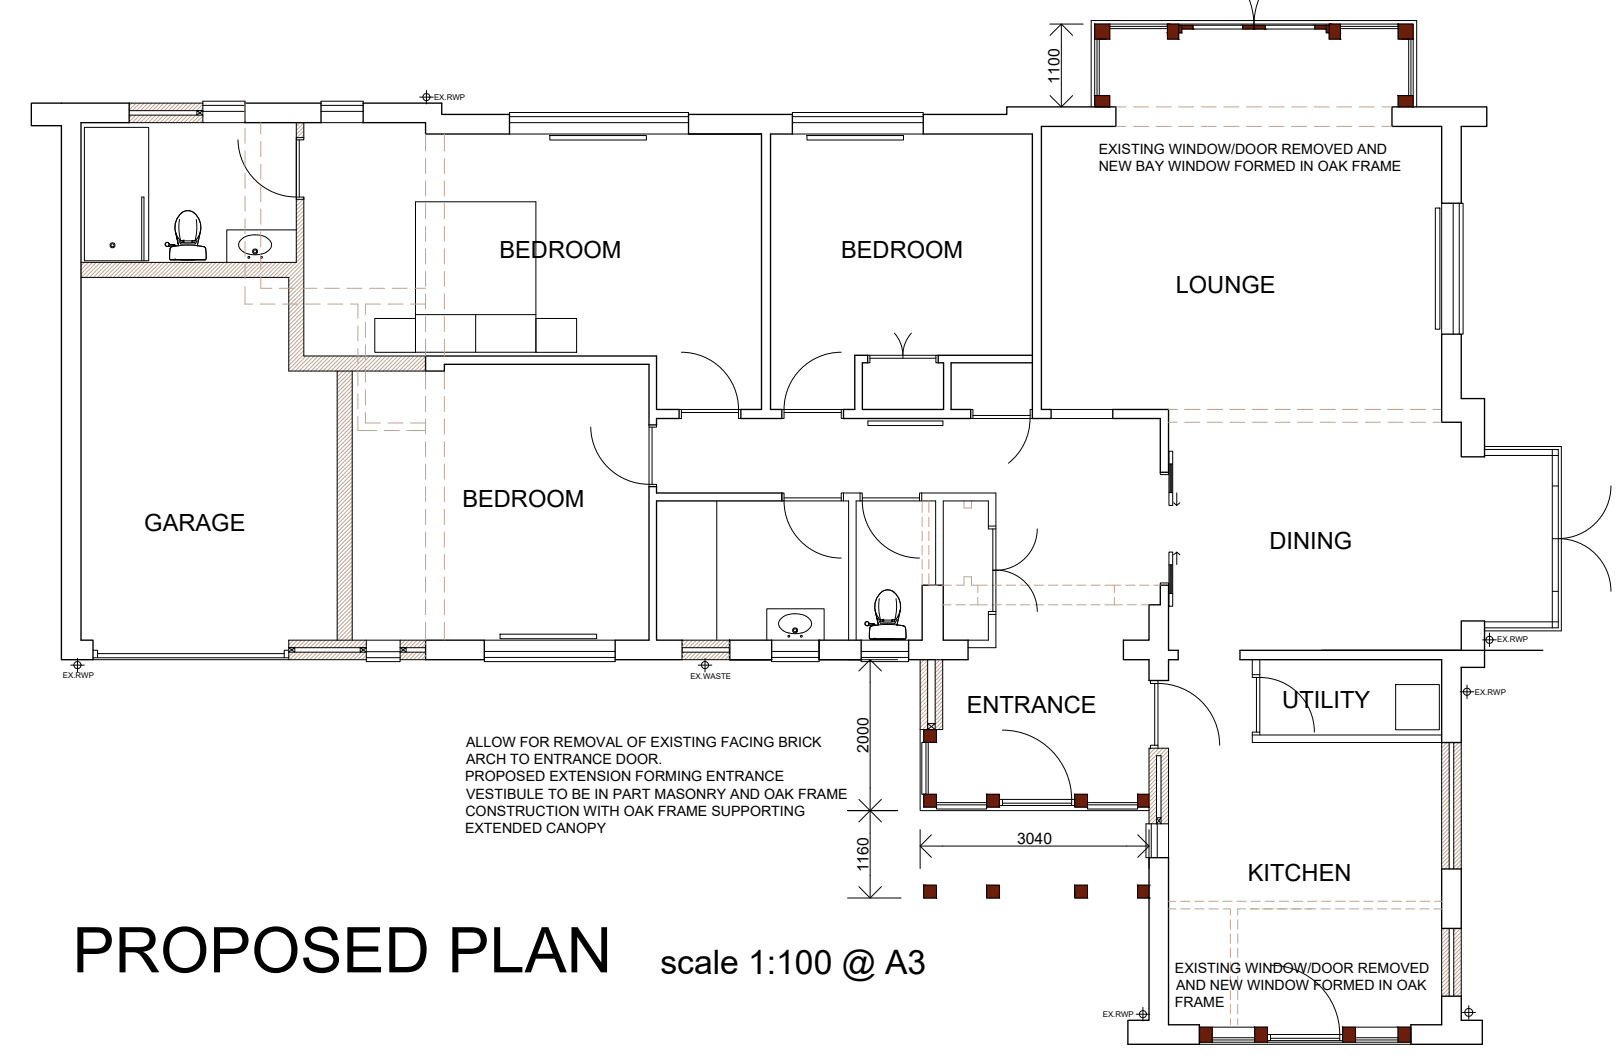 EX.RWP
1100
EXISTING WINDOW/DOOR REMOVED AND
NEW BAY WINDOW FORMED IN OAK FRAME
BEDROOM
BEDROOM
LOUNGE
BEDROOM
GARAGE
DINING
EX.RWP
EX.RWP
EX.WASTE
EX.RWP
ENTRANCE
UTILITY
2000
ALLOW FOR REMOVAL OF EXISTING FACING BRICK
ARCH TO ENTRANCE DOOR.
PROPOSED EXTENSION FORMING ENTRANCE
VESTIBULE TO BE IN PART MASONRY AND OAK FRAME
CONSTRUCTION WITH OAK FRAME SUPPORTING
EXTENDED CANOPY
1160
3040
KITCHEN
PROPOSED PLAN
scale 1:100 @ A3
EXISTING WINDOW/DOOR REMOVED
AND NEW WINDOW FORMED IN OAK
FRAME
EX.RWP